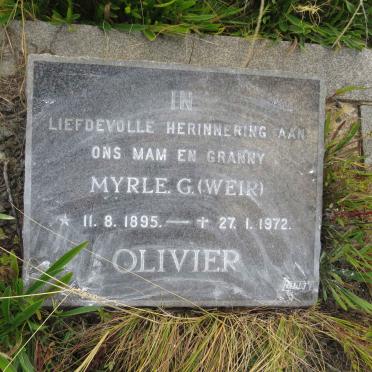 IN
LIEFDEVOLLE HERINNERING AAN
ONS MAM EN GRANNY
MYRLE G. (WEIR)
* 11. 8. 1895. — † 27. 1. 1972.
OLIVIER